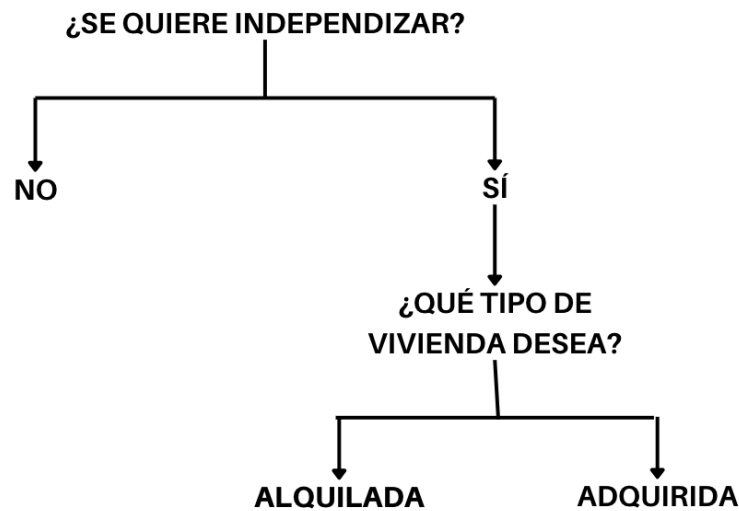 ¿SE QUIERE INDEPENDIZAR?
NO
SÍ
¿QUÉ TIPO DE
VIVIENDA DESEA?
ALQUILADA
ADQUIRIDA